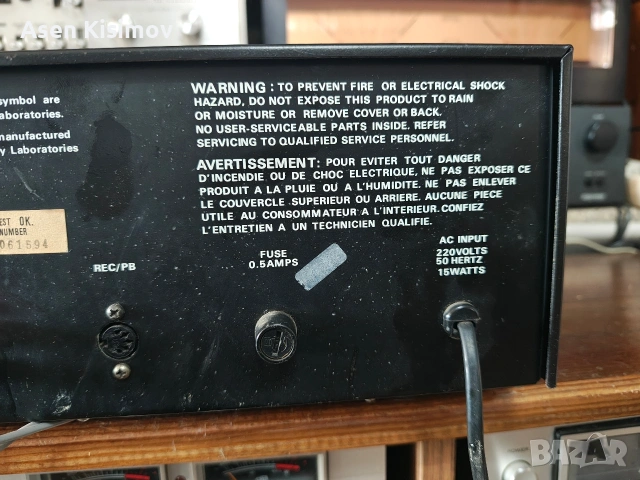 Asen Kisimov
symbol are
aboratories.
manufactured
y Laboratories
WARNING : TO PREVENT FIRE OR ELECTRICAL SHOCK
HAZARD, DO NOT EXPOSE THIS PRODUCT TO RAIN
OR MOISTURE OR REMOVE COVER OR BACK.
NO USER-SERVICEABLE PARTS INSIDE. REFER
SERVICING TO QUALIFIED SERVICE PERSONNEL.
AVERTISSEMENT: POUR EVITER TOUT DANGER
D'INCENDIE OU DE CHOC ELECTRIQUE, NE PAS EXPOSER CE
PRODUIT A LA PLUIE OU A L'HUMIDITE. NE PAS ENLEVER
LE COUVERCLE SUPERIEUR OU ARRIERE. AUCUNE PIECE
UTILE AU CONSOMMATEUR A L'INTERIEUR. CONFIEZ
L'ENTRETIEN A UN TECHNICIEN QUALIFIE.
EST OK.
NUMBER
061694
REC/PB
FUSE
0.5AMPS
AC INPUT
220VOLTS
50 HERTZ
15WATTS
BAZAR